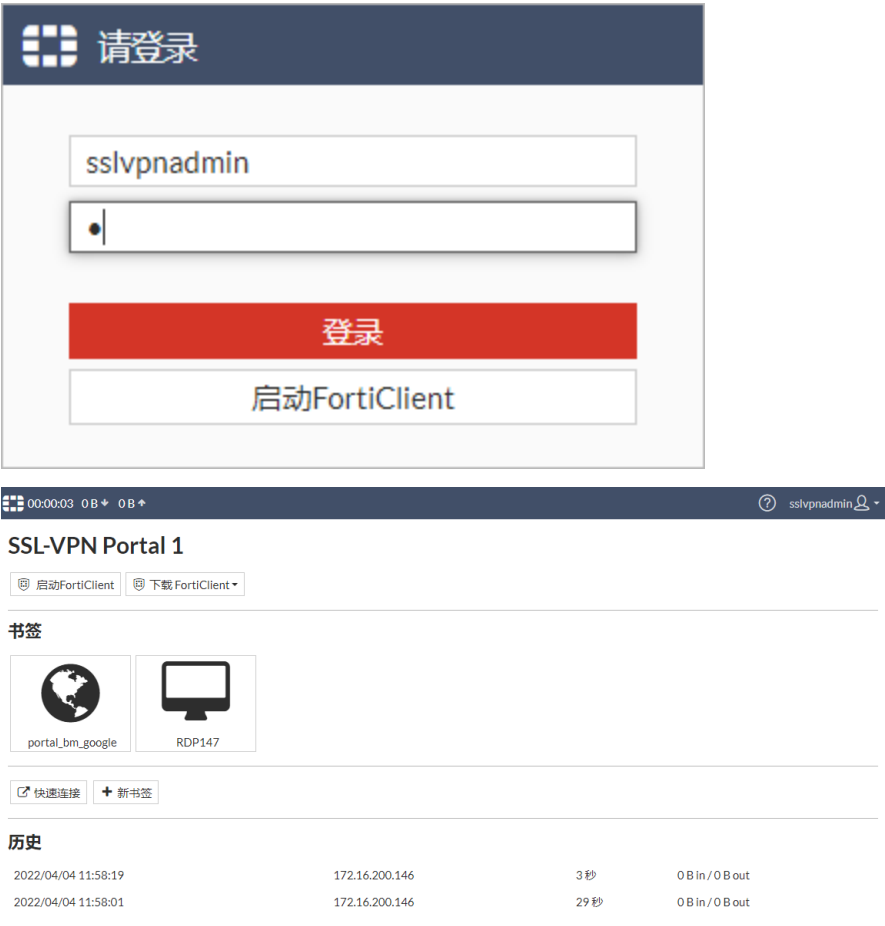 请登录
sslvpnadmin
登录
启动FortiClient
00:00:03 0 B 0 B
sslvpnadmin
SSL-VPN Portal 1
启动FortiClient 下载 FortiClient
书签
portal_bm_google RDP147
快速连接 新书签
历史
2022/04/04 11:58:19 172.16.200.146 3 秒 0 B in / 0 B out
2022/04/04 11:58:01 172.16.200.146 29 秒 0 B in / 0 B out